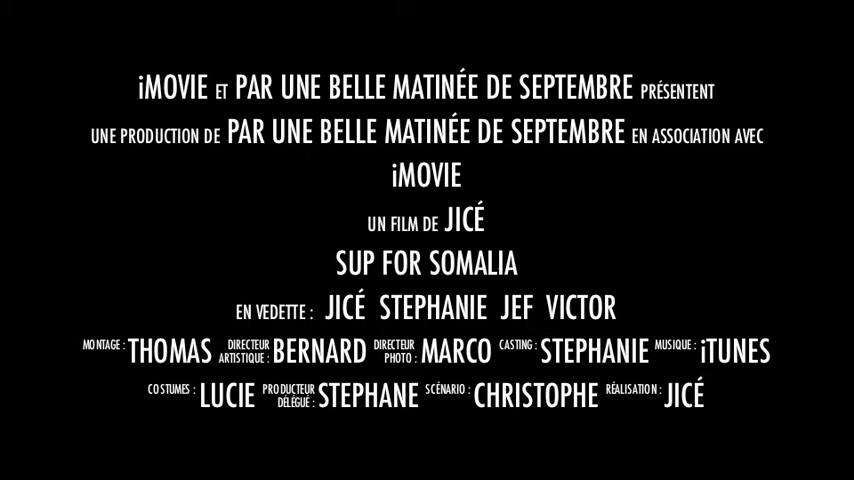 iMOVIE ET PAR UNE BELLE MATINÉE DE SEPTEMBRE PRÉSENTENT
UNE PRODUCTION DE PAR UNE BELLE MATINÉE DE SEPTEMBRE EN ASSOCIATION AVEC
iMOVIE
UN FILM DE JICÉ
SUP FOR SOMALIA
EN VEDETTE : JICÉ STEPHANIE JEF VICTOR
MONTAGE : THOMAS DIRECTEUR ARTISTIQUE : BERNARD DIRECTEUR PHOTO : MARCO CASTING : STEPHANIE MUSIQUE : iTUNES
COSTUMES : LUCIE PRODUCTEUR DÉLÉGUÉ : STEPHANE SCÉNARIO : CHRISTOPHE RÉALISATION : JICÉ